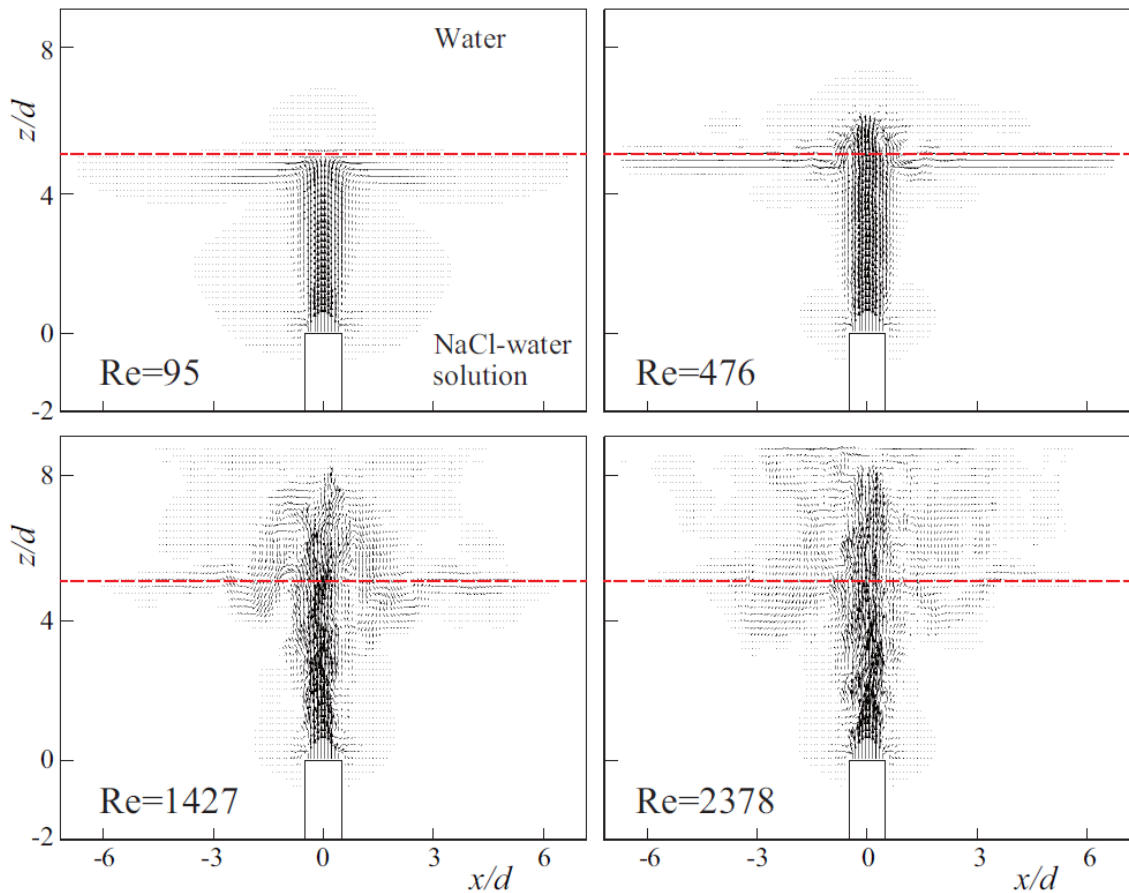 8
Water
z/d
4
0
NaCl-water
solution
Re=95
-2
Re=476
8
z/d
4
0
Re=1427
-2
-6
-3
0
3
6
x/d
Re=2378
-6
-3
0
3
6
x/d